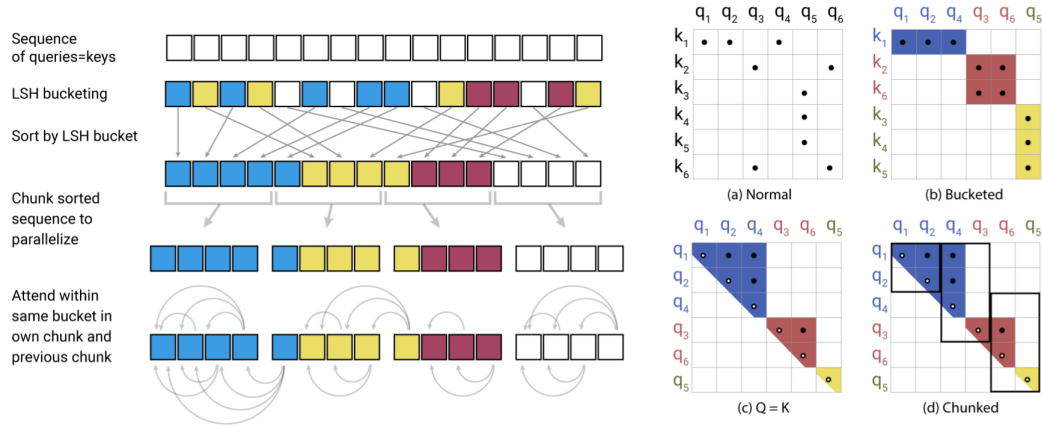 Sequence
of queries=keys
LSH bucketing
Sort by LSH bucket
Chunk sorted
sequence to
parallelize
Attend within
same bucket in
own chunk and
previous chunk
q1 q2 q3 q4 q5 q6
k1
k2
k3
k4
k5
k6
(a) Normal
q1 q2 q4 q3 q6 q5
k1
k2
k6
k3
k4
k5
(b) Bucketed
q1 q2 q4 q3 q6 q5
q1
q2
q4
q3
q6
q5
(c) Q = K
q1 q2 q4 q3 q6 q5
q1
q2
q4
q3
q6
q5
(d) Chunked